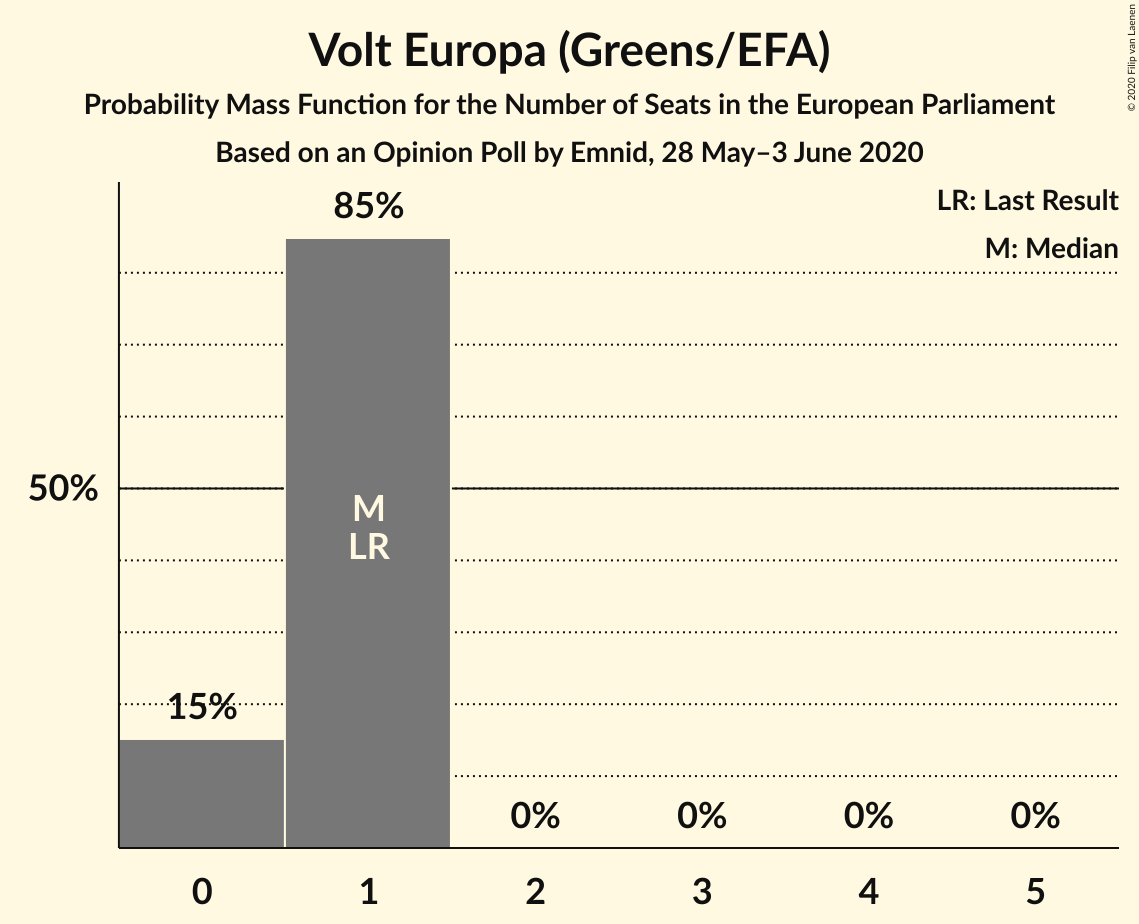 Volt Europa (Greens/EFA)
Probability Mass Function for the Number of Seats in the European Parliament
Based on an Opinion Poll by Emnid, 28 May–3 June 2020
© 2020 Filip van Laenen
LR: Last Result
M: Median
85%
50%
M
LR
15%
0% 0% 0% 0%
0 1 2 3 4 5